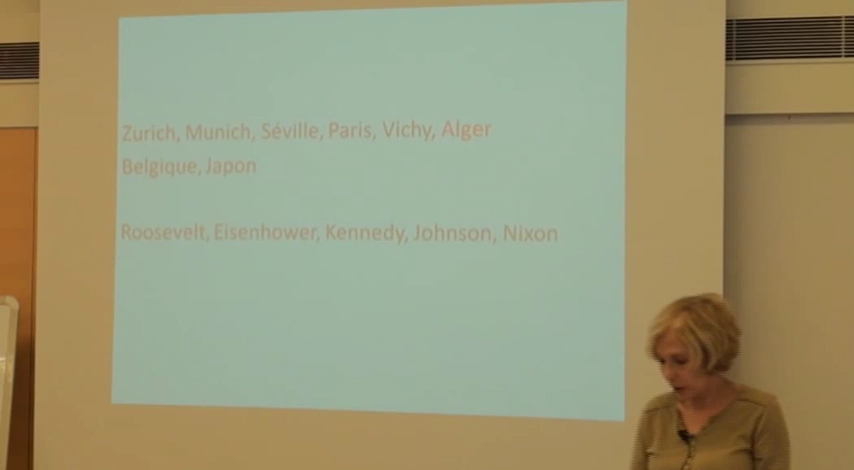 Zurich, Munich, Séville, Paris, Vichy, Alger
Belgique, Japon
Roosevelt, Eisenhower, Kennedy, Johnson, Nixon